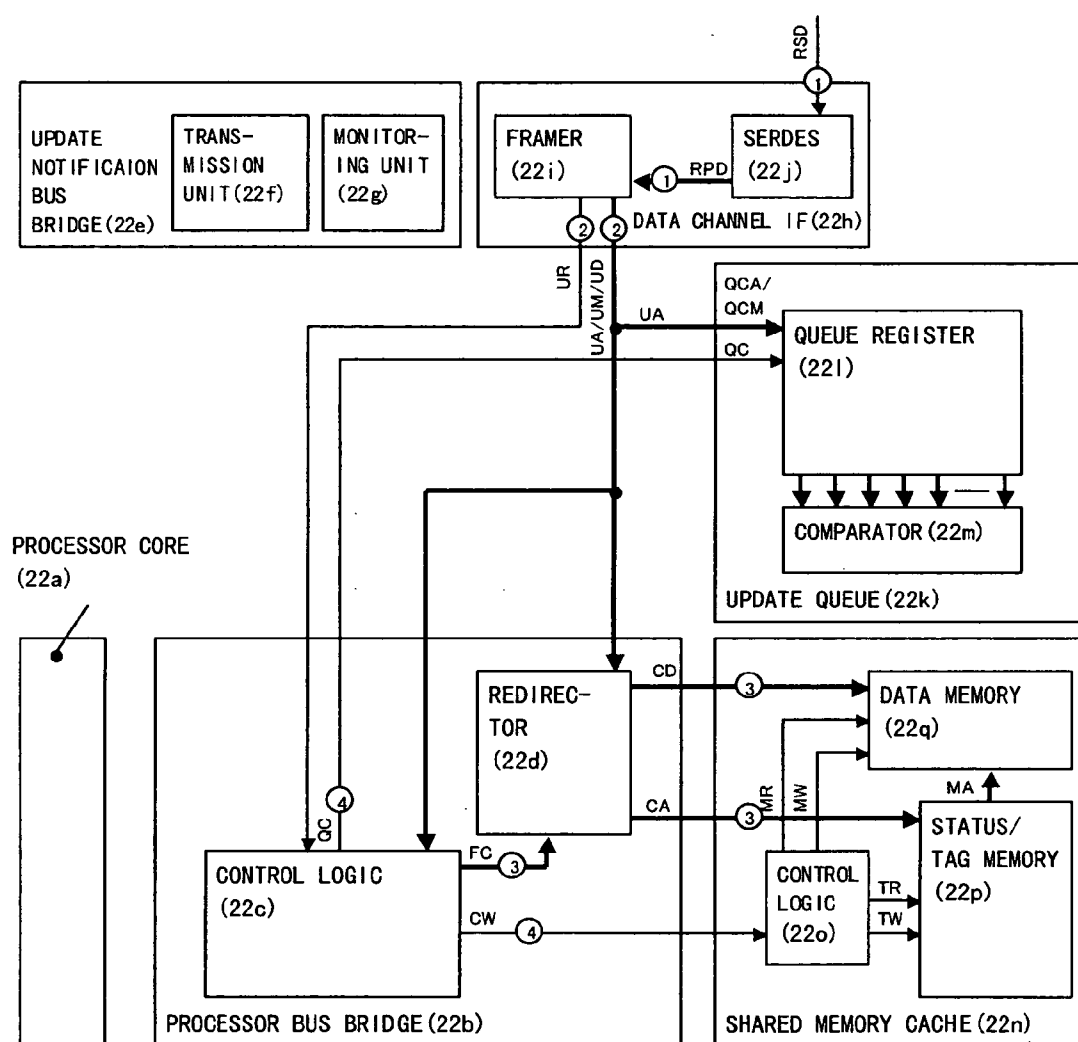 RSD
1
UPDATE
NOTIFICAION
BUS
BRIDGE(22e)
TRANS-
MISSION
UNIT(22f)
MONITOR-
ING UNIT
(22g)
FRAMER
(22i)
RPD
1
SERDES
(22j)
DATA CHANNEL IF(22h)
2
2
UR
UA/UM/UD
UA
QCA/
QCM
QC
QUEUE REGISTER
(22l)
COMPARATOR(22m)
UPDATE QUEUE(22k)
PROCESSOR CORE
(22a)
REDIREC-
TOR
(22d)
CD
3
DATA MEMORY
(22q)
MR
MW
MA
CA
3
STATUS/
TAG MEMORY
(22p)
4
QC
CONTROL LOGIC
(22c)
FC
3
CW
4
CONTROL
LOGIC
(22o)
TR
TW
PROCESSOR BUS BRIDGE(22b)
SHARED MEMORY CACHE(22n)